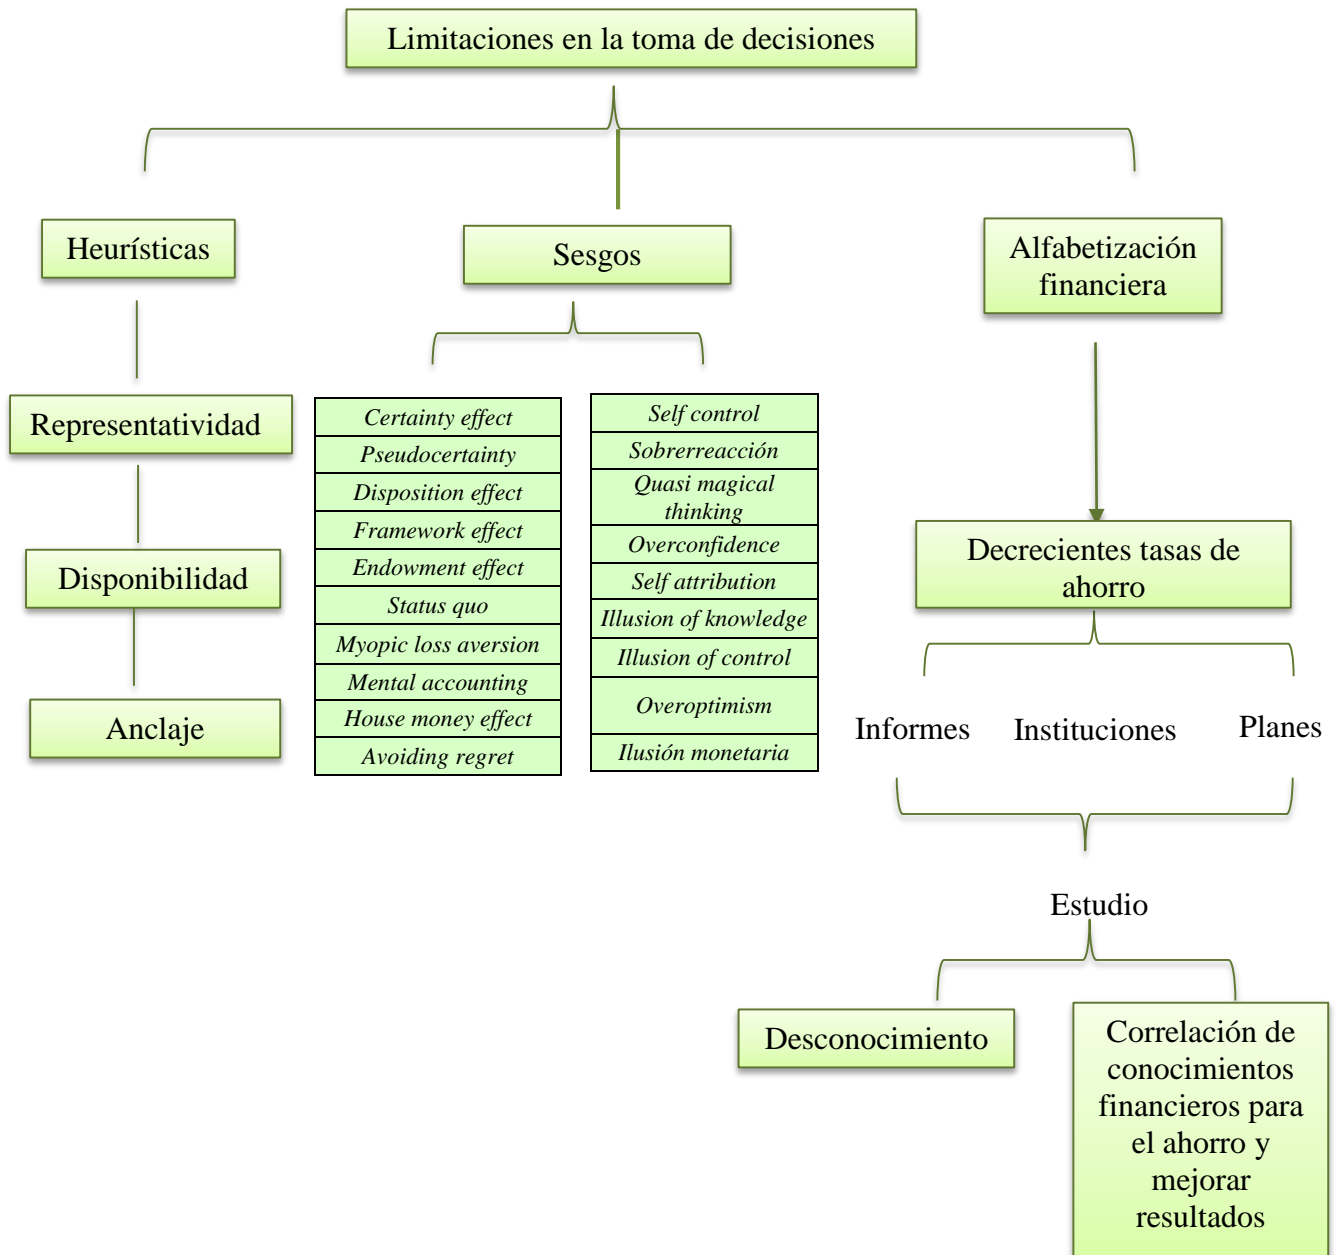 Limitaciones en la toma de decisiones
Heurísticas
Sesgos
Alfabetización
financiera
Representatividad
Disponibilidad
Anclaje
Certainty effect
Pseudocertainty
Disposition effect
Framework effect
Endowment effect
Status quo
Myopic loss aversion
Mental accounting
House money effect
Avoiding regret
Self control
Sobrerreacción
Quasi magical
thinking
Overconfidence
Self attribution
Illusion of knowledge
Illusion of control
Overoptimism
Ilusión monetaria
Decrecientes tasas de
ahorro
Informes
Instituciones
Planes
Estudio
Desconocimiento
Correlación de
conocimientos
financieros para
el ahorro y
mejorar
resultados